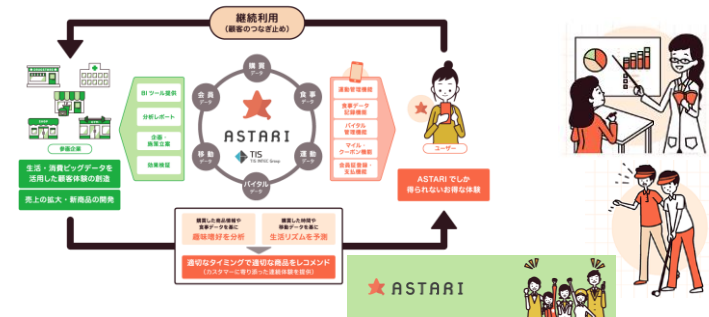 継続利用
(顧客のつなぎ止め)
購買
データ
会員
データ
食事
データ
移動
データ
運動
データ
バイタル
データ
ASTARI
TIS
TIS INTEC Group
BIツール提供
分析レポート
企画・
施策立案
効果検証
参画企業
生活・消費ビッグデータを
活用した顧客体験の創造
売上の拡大・新商品の開発
運動管理機能
食事データ
記録機能
バイタル
管理機能
マイル・
クーポン機能
会員証登録・
支払機能
ユーザー
ASTARIでしか
得られないお得な体験
購買した商品情報や
食事データを基に
趣味嗜好を分析
購買した時間や
移動データを基に
生活リズムを予測
適切なタイミングで適切な商品をレコメンド
(カスタマーに寄り添った連続体験を提供)
ASTARI